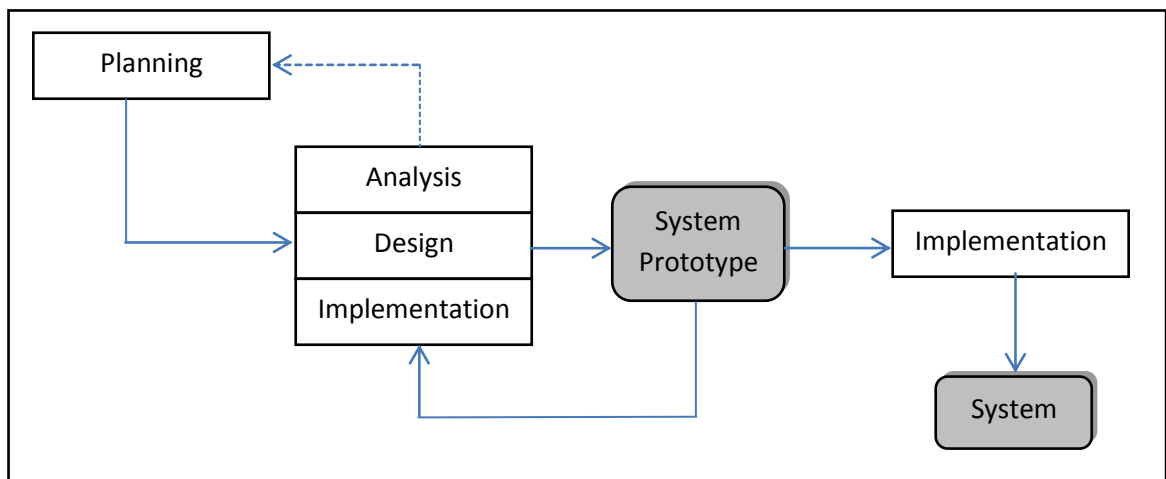 Planning
Analysis
Design
Implementation
System
Prototype
Implementation
System